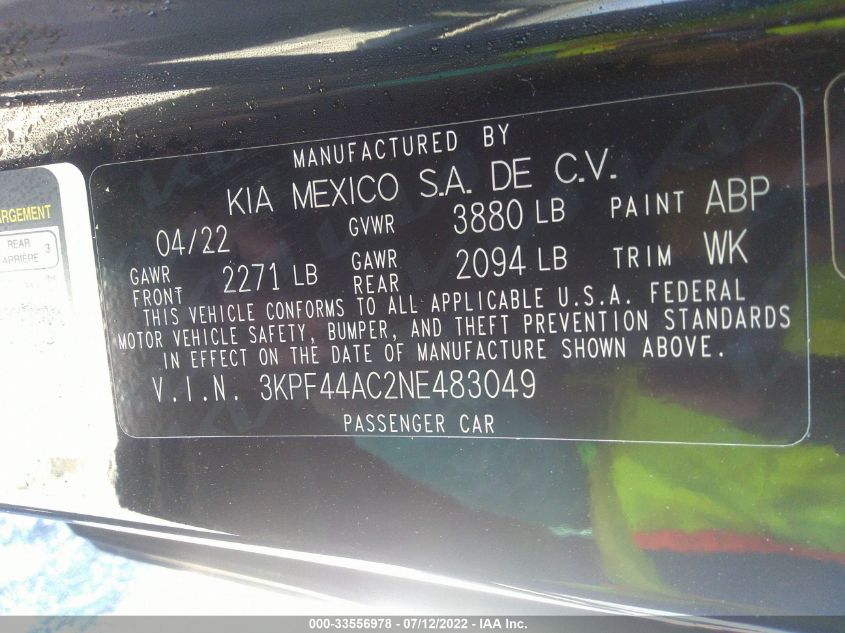 MANUFACTURED BY
KIA MEXICO S.A. DE C.V.
04/22 GVWR 3880 LB PAINT ABP
GAWR FRONT 2271 LB GAWR REAR 2094 LB TRIM WK
THIS VEHICLE CONFORMS TO ALL APPLICABLE U.S.A. FEDERAL
MOTOR VEHICLE SAFETY, BUMPER, AND THEFT PREVENTION STANDARDS
IN EFFECT ON THE DATE OF MANUFACTURE SHOWN ABOVE.
V.I.N. 3KPF44AC2NE483049
PASSENGER CAR
ARGEMENT
REAR
ARRIÈRE 3
000-33556978 - 07/12/2022 - IAA Inc.